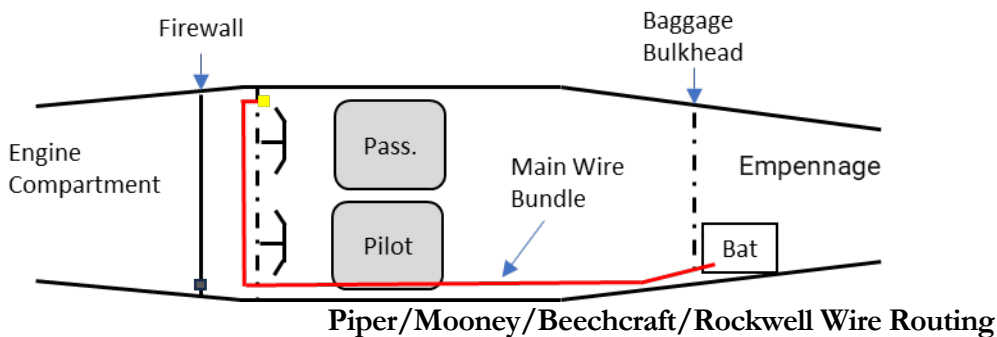 Firewall
Baggage
Bulkhead
Engine
Compartment
Pass.
Main Wire
Bundle
Empennage
Pilot
Bat
Piper/Mooney/Beechcraft/Rockwell Wire Routing